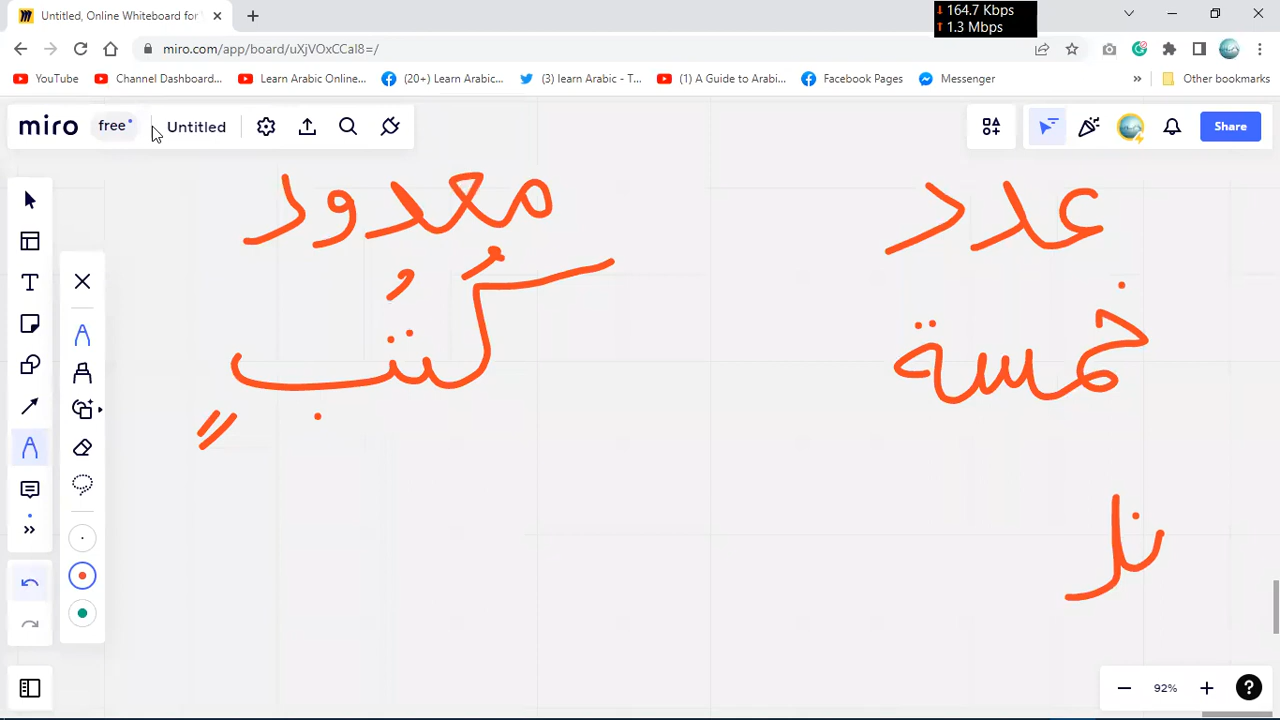 ↓ 164.7 Kbps
↑ 1.3 Mbps
Untitled, Online Whiteboard for V
miro.com/app/board/uXjVOxCCaI8=/
YouTube Channel Dashboard... Learn Arabic Online... (20+) Learn Arabic... (3) learn Arabic - T... (1) A Guide to Arabi... Facebook Pages Messenger » Other bookmarks
miro free Untitled Share
عدد معدود
خمسة كُتُبٍ
92%